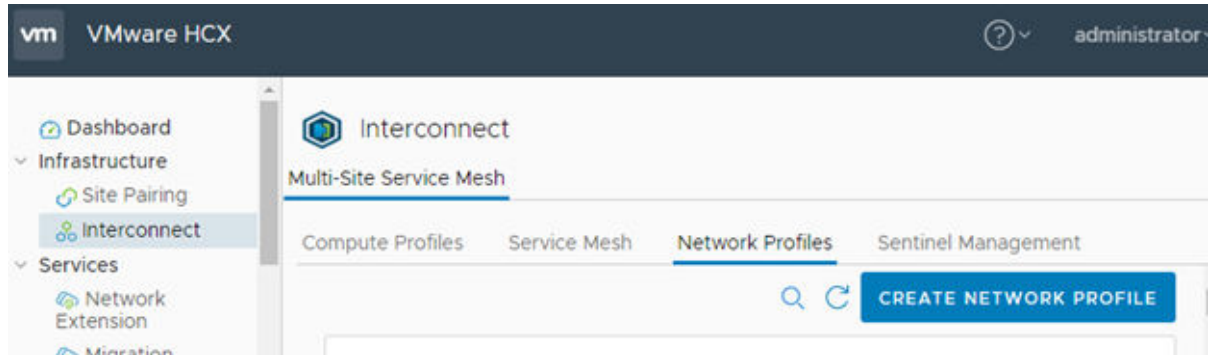 vm VMware HCX
? administrator
Dashboard
Infrastructure
Site Pairing
Interconnect
Services
Network
Extension
Migration
Interconnect
Multi-Site Service Mesh
Compute Profiles Service Mesh Network Profiles Sentinel Management
CREATE NETWORK PROFILE